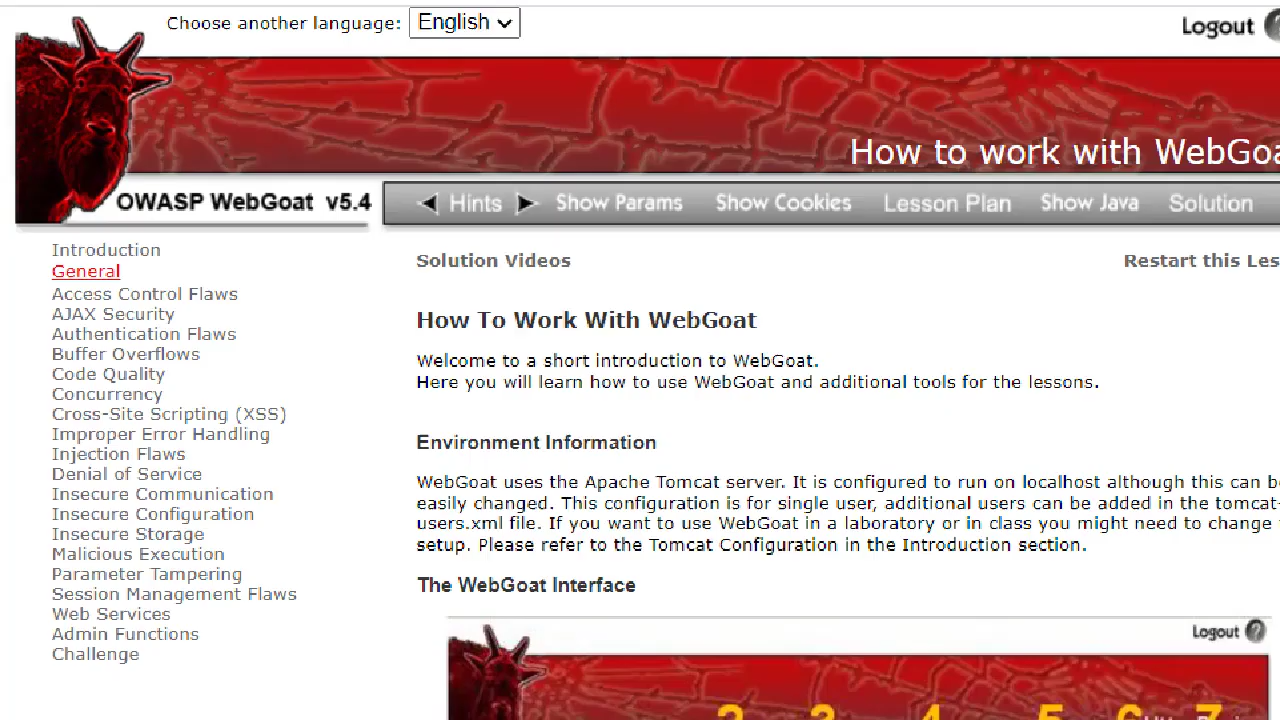 Choose another language: English
Logout
How to work with WebGoa
OWASP WebGoat v5.4
Hints Show Params Show Cookies Lesson Plan Show Java Solution
Introduction
General
Access Control Flaws
AJAX Security
Authentication Flaws
Buffer Overflows
Code Quality
Concurrency
Cross-Site Scripting (XSS)
Improper Error Handling
Injection Flaws
Denial of Service
Insecure Communication
Insecure Configuration
Insecure Storage
Malicious Execution
Parameter Tampering
Session Management Flaws
Web Services
Admin Functions
Challenge
Solution Videos
Restart this Les
How To Work With WebGoat
Welcome to a short introduction to WebGoat.
Here you will learn how to use WebGoat and additional tools for the lessons.
Environment Information
WebGoat uses the Apache Tomcat server. It is configured to run on localhost although this can be
easily changed. This configuration is for single user, additional users can be added in the tomcat-
users.xml file. If you want to use WebGoat in a laboratory or in class you might need to change
setup. Please refer to the Tomcat Configuration in the Introduction section.
The WebGoat Interface
Logout ?
2 3 4 5 6 7